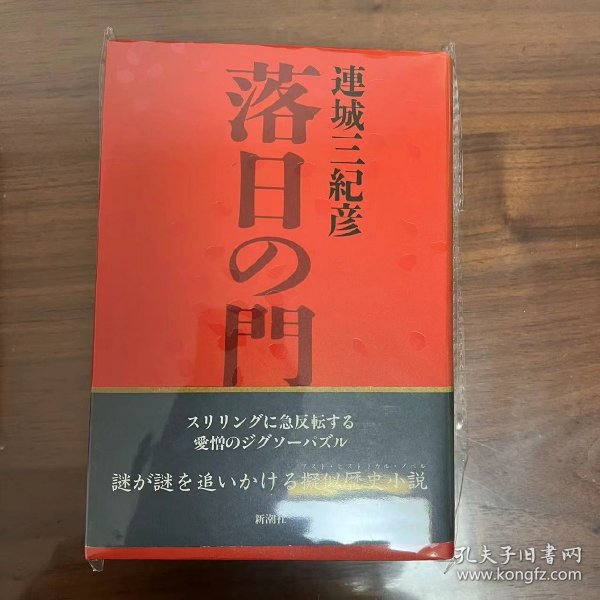 連城三紀彦
落日の門
スリリングに急反転する
愛憎のジグソーパズル
謎が謎を追いかける擬似歴史小説
新潮社
孔夫子旧书网
www.kongfz.com